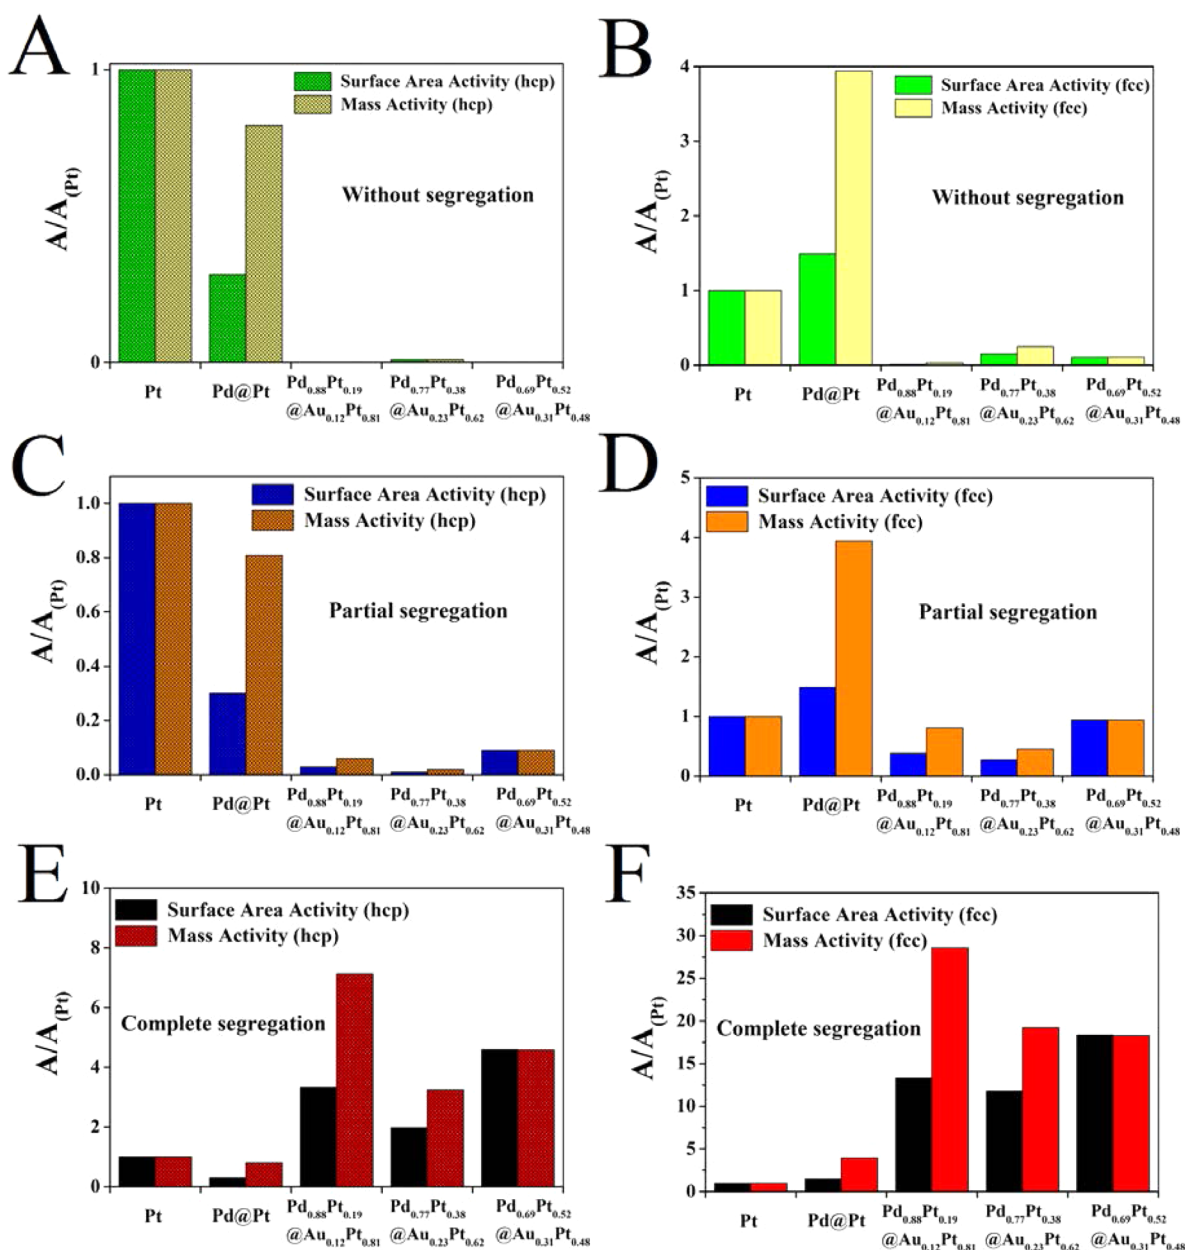 A
Surface Area Activity (hcp)
Mass Activity (hcp)
Without segregation
A/A(Pt)
1
0
Pt
Pd@Pt
Pd0.88Pt0.19
@Au0.12Pt0.81
Pd0.77Pt0.38
@Au0.23Pt0.62
Pd0.69Pt0.52
@Au0.31Pt0.48
B
Surface Area Activity (fcc)
Mass Activity (fcc)
Without segregation
A/A(Pt)
4
3
2
1
0
Pt
Pd@Pt
Pd0.88Pt0.19
@Au0.12Pt0.81
Pd0.77Pt0.38
@Au0.23Pt0.62
Pd0.69Pt0.52
@Au0.31Pt0.48
C
Surface Area Activity (hcp)
Mass Activity (hcp)
Partial segregation
A/A(Pt)
1.0
0.8
0.6
0.4
0.2
0.0
Pt
Pd@Pt
Pd0.88Pt0.19
@Au0.12Pt0.81
Pd0.77Pt0.38
@Au0.23Pt0.62
Pd0.69Pt0.52
@Au0.31Pt0.48
D
Surface Area Activity (fcc)
Mass Activity (fcc)
Partial segregation
A/A(Pt)
5
4
3
2
1
0
Pt
Pd@Pt
Pd0.88Pt0.19
@Au0.12Pt0.81
Pd0.77Pt0.38
@Au0.23Pt0.62
Pd0.69Pt0.52
@Au0.31Pt0.48
E
Surface Area Activity (hcp)
Mass Activity (hcp)
Complete segregation
A/A(Pt)
10
8
6
4
2
0
Pt
Pd@Pt
Pd0.88Pt0.19
@Au0.12Pt0.81
Pd0.77Pt0.38
@Au0.23Pt0.62
Pd0.69Pt0.52
@Au0.31Pt0.48
F
Surface Area Activity (fcc)
Mass Activity (fcc)
Complete segregation
A/A(Pt)
35
30
25
20
15
10
5
0
Pt
Pd@Pt
Pd0.88Pt0.19
@Au0.12Pt0.81
Pd0.77Pt0.38
@Au0.23Pt0.62
Pd0.69Pt0.52
@Au0.31Pt0.48